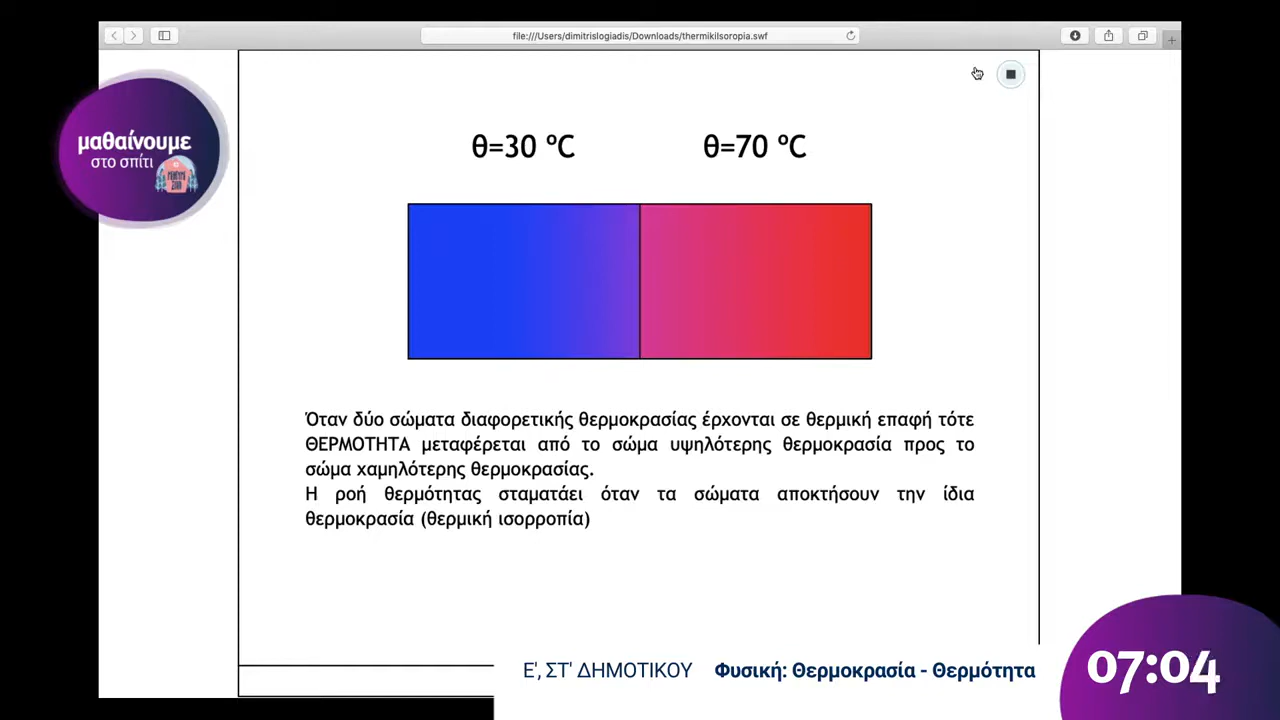 file:///Users/dimitrislogiadis/Downloads/thermikiIsoropia.swf
μαθαίνουμε
στο σπίτι
θ=30 °C
θ=70 °C
Όταν δύο σώματα διαφορετικής θερμοκρασίας έρχονται σε θερμική επαφή τότε
ΘΕΡΜΟΤΗΤΑ μεταφέρεται από το σώμα υψηλότερης θερμοκρασία προς το
σώμα χαμηλότερης θερμοκρασίας.
Η ροή θερμότητας σταματάει όταν τα σώματα αποκτήσουν την ίδια
θερμοκρασία (θερμική ισορροπία)
Ε', ΣΤ' ΔΗΜΟΤΙΚΟΥ Φυσική: Θερμοκρασία - Θερμότητα
07:04